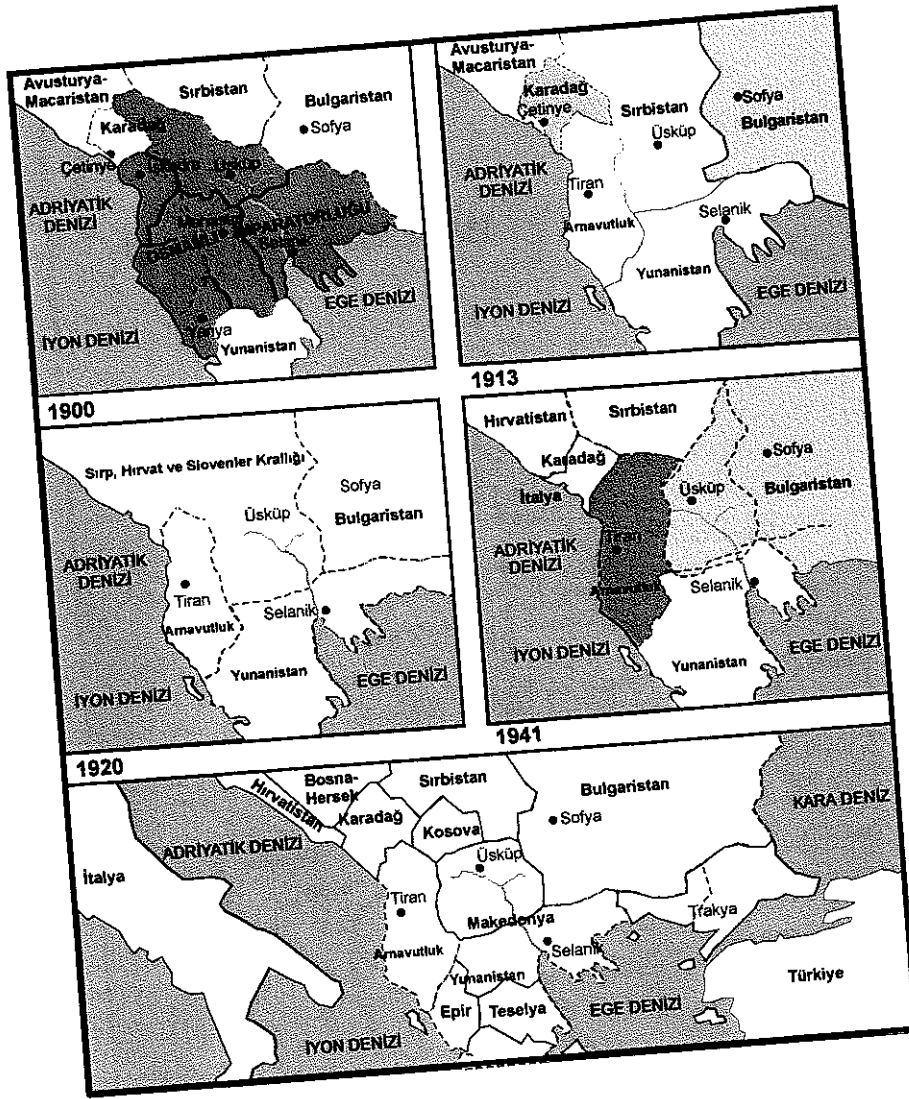 Avusturya-
Macaristan
Sırbistan
Bulgaristan
Karadağ
Sofya
Çetinye
Üsküp
ADRİYATİK
DENİZİ
OSMANLI İMPARATORLUĞU
EGE DENİZİ
İYON DENİZİ
Yanya
Yunanistan
1900
Avusturya-
Macaristan
Karadağ
Çetinye
Sırbistan
Sofya
Üsküp
Bulgaristan
ADRİYATİK
DENİZİ
Tiran
Selanik
Arnavutluk
Yunanistan
İYON DENİZİ
EGE DENİZİ
1913
Sırp, Hırvat ve Slovenler Krallığı
Sofya
Üsküp
Bulgaristan
ADRİYATİK
DENİZİ
Tiran
Selanik
Arnavutluk
Yunanistan
İYON DENİZİ
EGE DENİZİ
1920
Hırvatistan
Sırbistan
Karadağ
Sofya
İtalya
Üsküp
Bulgaristan
ADRİYATİK
DENİZİ
Tiran
Arnavutluk
Selanik
İYON DENİZİ
Yunanistan
EGE DENİZİ
1941
Bosna-
Hersek
Sırbistan
Bulgaristan
Hırvatistan
Karadağ
Kosova
Sofya
KARA DENİZ
ADRİYATİK DENİZİ
İtalya
Üsküp
Tiran
Makedonya
Trakya
Arnavutluk
Selanik
Yunanistan
Türkiye
Epir
Teselya
EGE DENİZİ
İYON DENİZİ